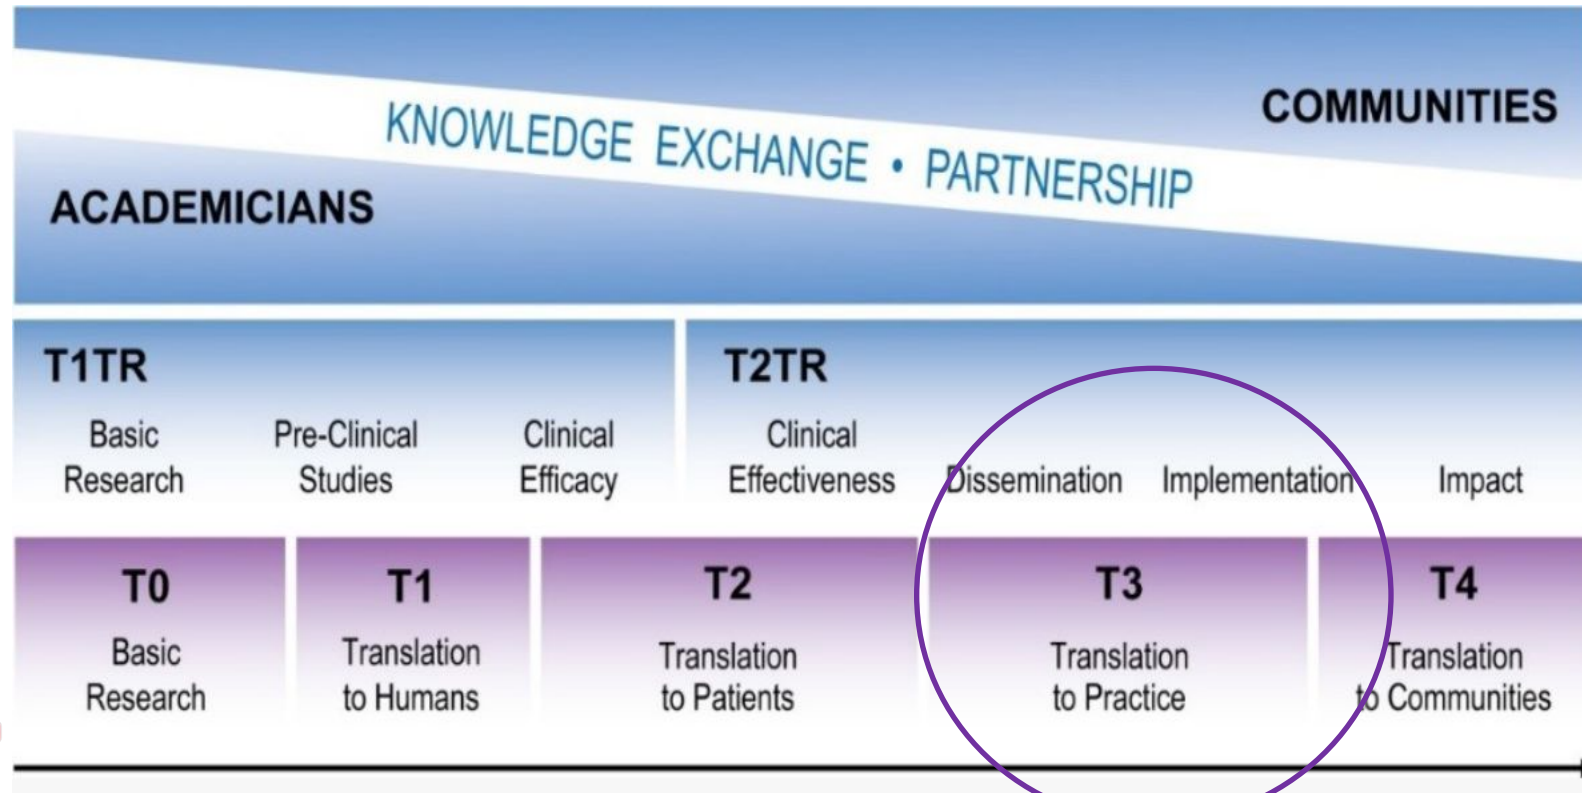 COMMUNITIES
KNOWLEDGE EXCHANGE • PARTNERSHIP
ACADEMICIANS
T1TR
Basic
Research
Pre-Clinical
Studies
Clinical
Efficacy
T2TR
Clinical
Effectiveness
Dissemination
Implementation
Impact
T0
Basic
Research
T1
Translation
to Humans
T2
Translation
to Patients
T3
Translation
to Practice
T4
Translation
to Communities